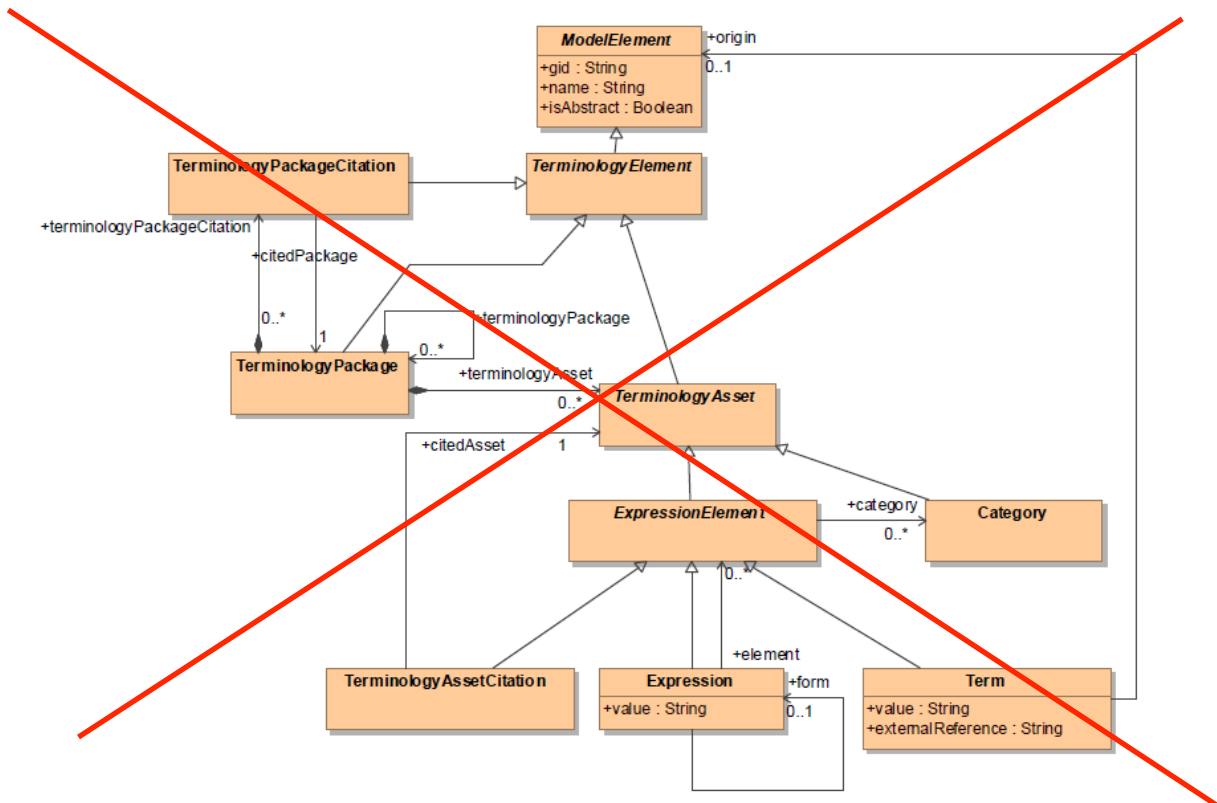 ModelElement
+gid : String
+name : String
+isAbstract : Boolean
+origin
0..1
TerminologyPackageCitation
TerminologyElement
+terminologyPackageCitation
+citedPackage
0..*
1
+terminologyPackage
0..*
TerminologyPackage
+terminologyAsset
0..*
TerminologyAsset
+citedAsset
1
ExpressionElement
+category
0..*
Category
0..*
+element
TerminologyAssetCitation
Expression
+value : String
+form
0..1
Term
+value : String
+externalReference : String